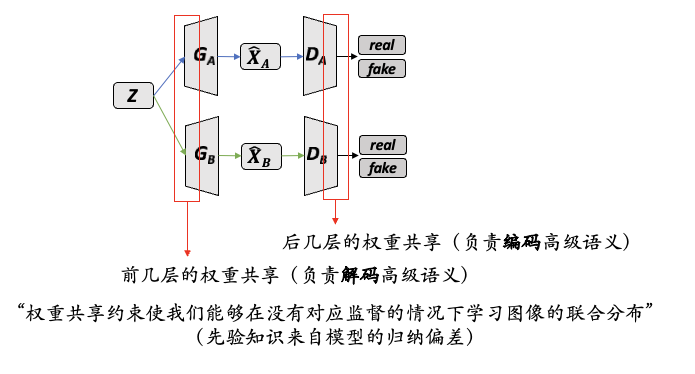 real
G_A
X̂_A
D_A
fake
Z
real
G_B
X̂_B
D_B
fake
后几层的权重共享（负责编码高级语义）
前几层的权重共享（负责解码高级语义）
“权重共享约束使我们能够在没有对应监督的情况下学习图像的联合分布”
（先验知识来自模型的归纳偏差）